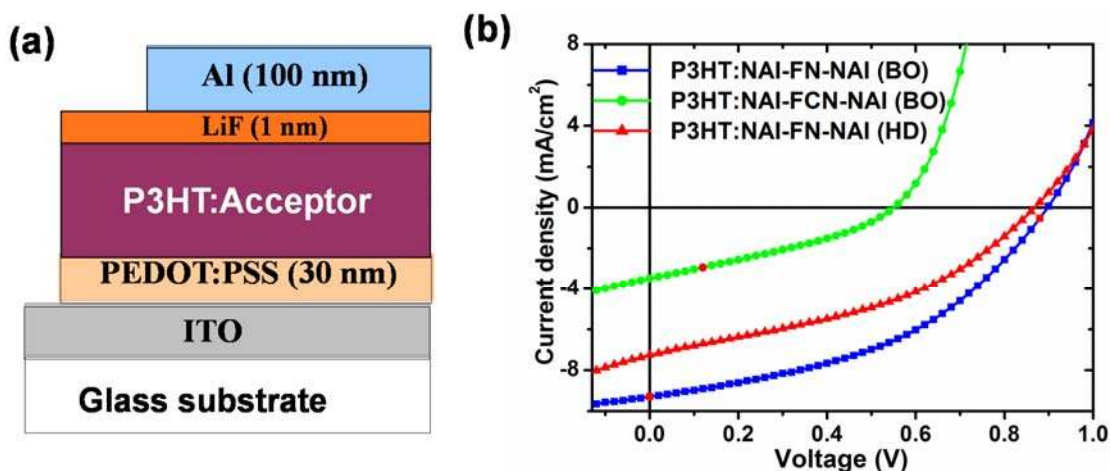 (a)
Al (100 nm)
LiF (1 nm)
P3HT:Acceptor
PEDOT:PSS (30 nm)
ITO
Glass substrate
(b)
P3HT:NAI-FN-NAI (BO)
P3HT:NAI-FCN-NAI (BO)
P3HT:NAI-FN-NAI (HD)
Current density (mA/cm²)
8
4
0
-4
-8
0.0 0.2 0.4 0.6 0.8 1.0
Voltage (V)